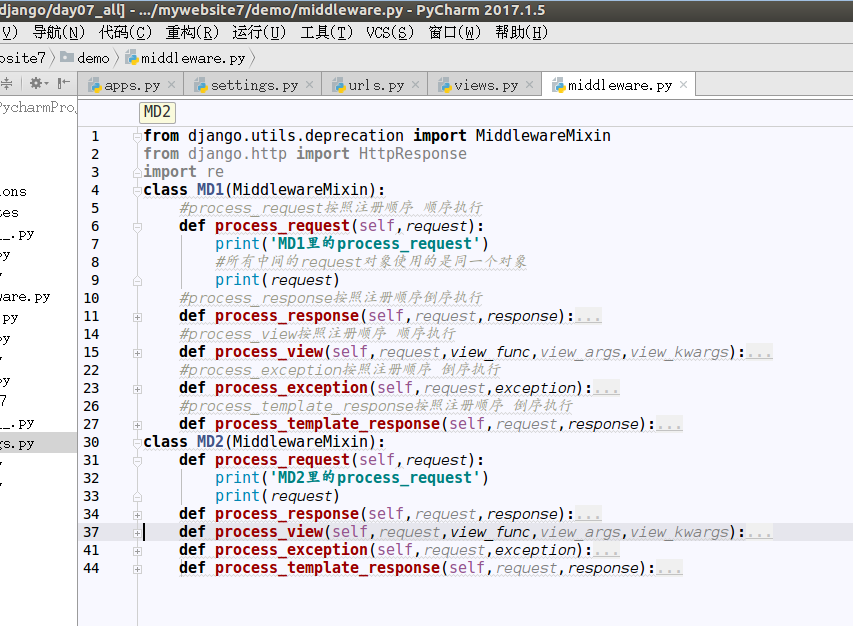 django/day07_all] - .../mywebsite7/demo/middleware.py - PyCharm 2017.1.5
V) 导航(N) 代码(C) 重构(R) 运行(U) 工具(T) VCS(S) 窗口(W) 帮助(H)
osite7 demo middleware.py
apps.py settings.py urls.py views.py middleware.py
PycharmPro
MD2
1 from django.utils.deprecation import MiddlewareMixin
2 from django.http import HttpResponse
3 import re
4 class MD1(MiddlewareMixin):
5 #process_request按照注册顺序 顺序执行
6 def process_request(self,request):
7 print('MD1里的process_request')
8 #所有中间的request对象使用的是同一个对象
9 print(request)
10 #process_response按照注册顺序倒序执行
11 def process_response(self,request,response):...
14 #process_view按照注册顺序 顺序执行
15 def process_view(self,request,view_func,view_args,view_kwargs):...
22 #process_exception按照注册顺序 倒序执行
23 def process_exception(self,request,exception):...
26 #process_template_response按照注册顺序 倒序执行
27 def process_template_response(self,request,response):...
30 class MD2(MiddlewareMixin):
31 def process_request(self,request):
32 print('MD2里的process_request')
33 print(request)
34 def process_response(self,request,response):...
37 def process_view(self,request,view_func,view_args,view_kwargs):...
41 def process_exception(self,request,exception):...
44 def process_template_response(self,request,response):...
ions
tes
_.py
py
ware.py
.py
py
py
7
_.py
gs.py